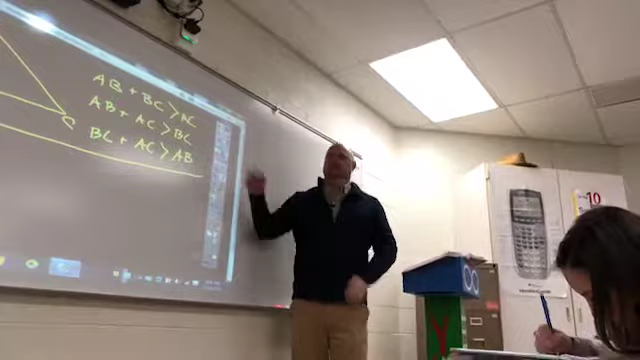 AB + BC > AC
AB + AC > BC
BC + AC > AB
C
10